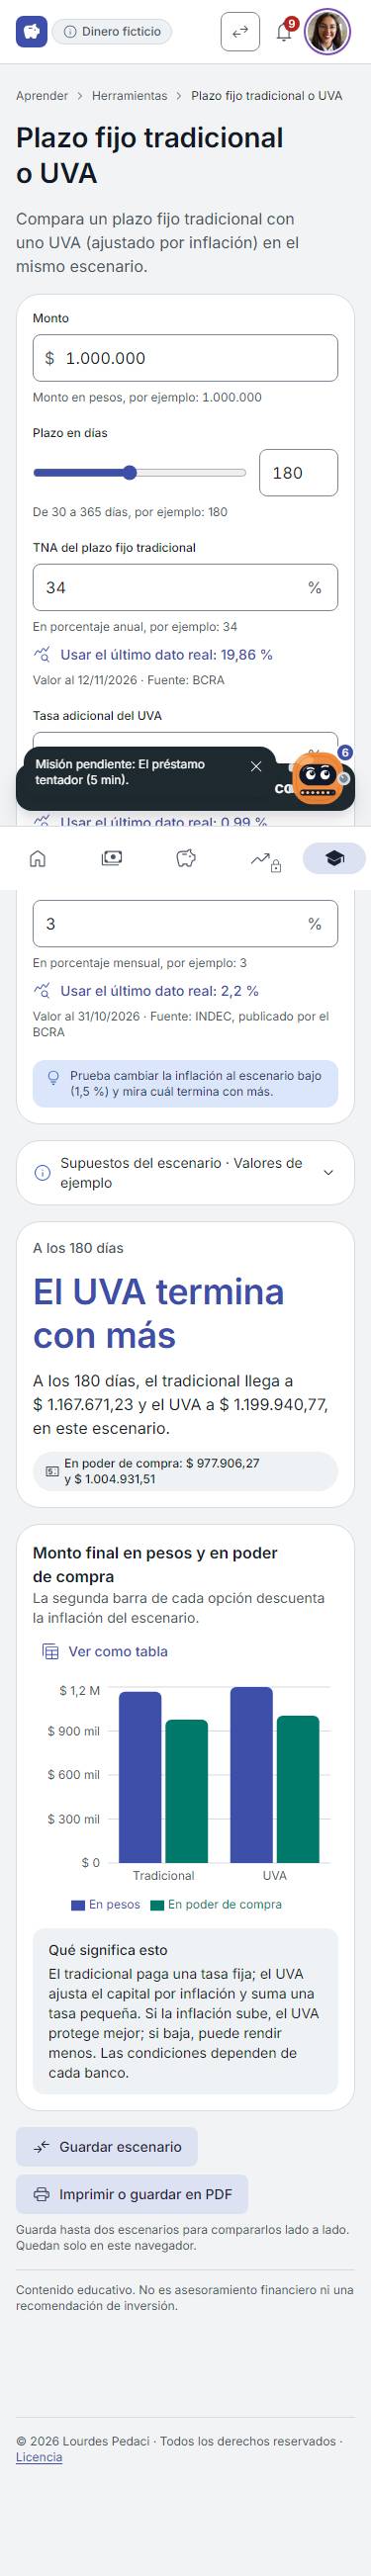 Dinero ficticio
9
Aprender > Herramientas > Plazo fijo tradicional o UVA
Plazo fijo tradicional
o UVA
Compara un plazo fijo tradicional con
uno UVA (ajustado por inflación) en el
mismo escenario.
Monto
$ 1.000.000
Monto en pesos, por ejemplo: 1.000.000
Plazo en días
180
De 30 a 365 días, por ejemplo: 180
TNA del plazo fijo tradicional
34 %
En porcentaje anual, por ejemplo: 34
Usar el último dato real: 19,86 %
Valor al 12/11/2026 · Fuente: BCRA
Tasa adicional del UVA
Misión pendiente: El préstamo
tentador (5 min).
6
Usar el último dato real: 0,99 %
3 %
En porcentaje mensual, por ejemplo: 3
Usar el último dato real: 2,2 %
Valor al 31/10/2026 · Fuente: INDEC, publicado por el
BCRA
Prueba cambiar la inflación al escenario bajo
(1,5 %) y mira cuál termina con más.
Supuestos del escenario · Valores de
ejemplo
A los 180 días
El UVA termina
con más
A los 180 días, el tradicional llega a
$ 1.167.671,23 y el UVA a $ 1.199.940,77,
en este escenario.
En poder de compra: $ 977.906,27
y $ 1.004.931,51
Monto final en pesos y en poder
de compra
La segunda barra de cada opción descuenta
la inflación del escenario.
Ver como tabla
$ 1,2 M
$ 900 mil
$ 600 mil
$ 300 mil
$ 0
Tradicional UVA
En pesos En poder de compra
Qué significa esto
El tradicional paga una tasa fija; el UVA
ajusta el capital por inflación y suma una
tasa pequeña. Si la inflación sube, el UVA
protege mejor; si baja, puede rendir
menos. Las condiciones dependen de
cada banco.
Guardar escenario
Imprimir o guardar en PDF
Guarda hasta dos escenarios para compararlos lado a lado.
Quedan solo en este navegador.
Contenido educativo. No es asesoramiento financiero ni una
recomendación de inversión.
© 2026 Lourdes Pedaci · Todos los derechos reservados ·
Licencia